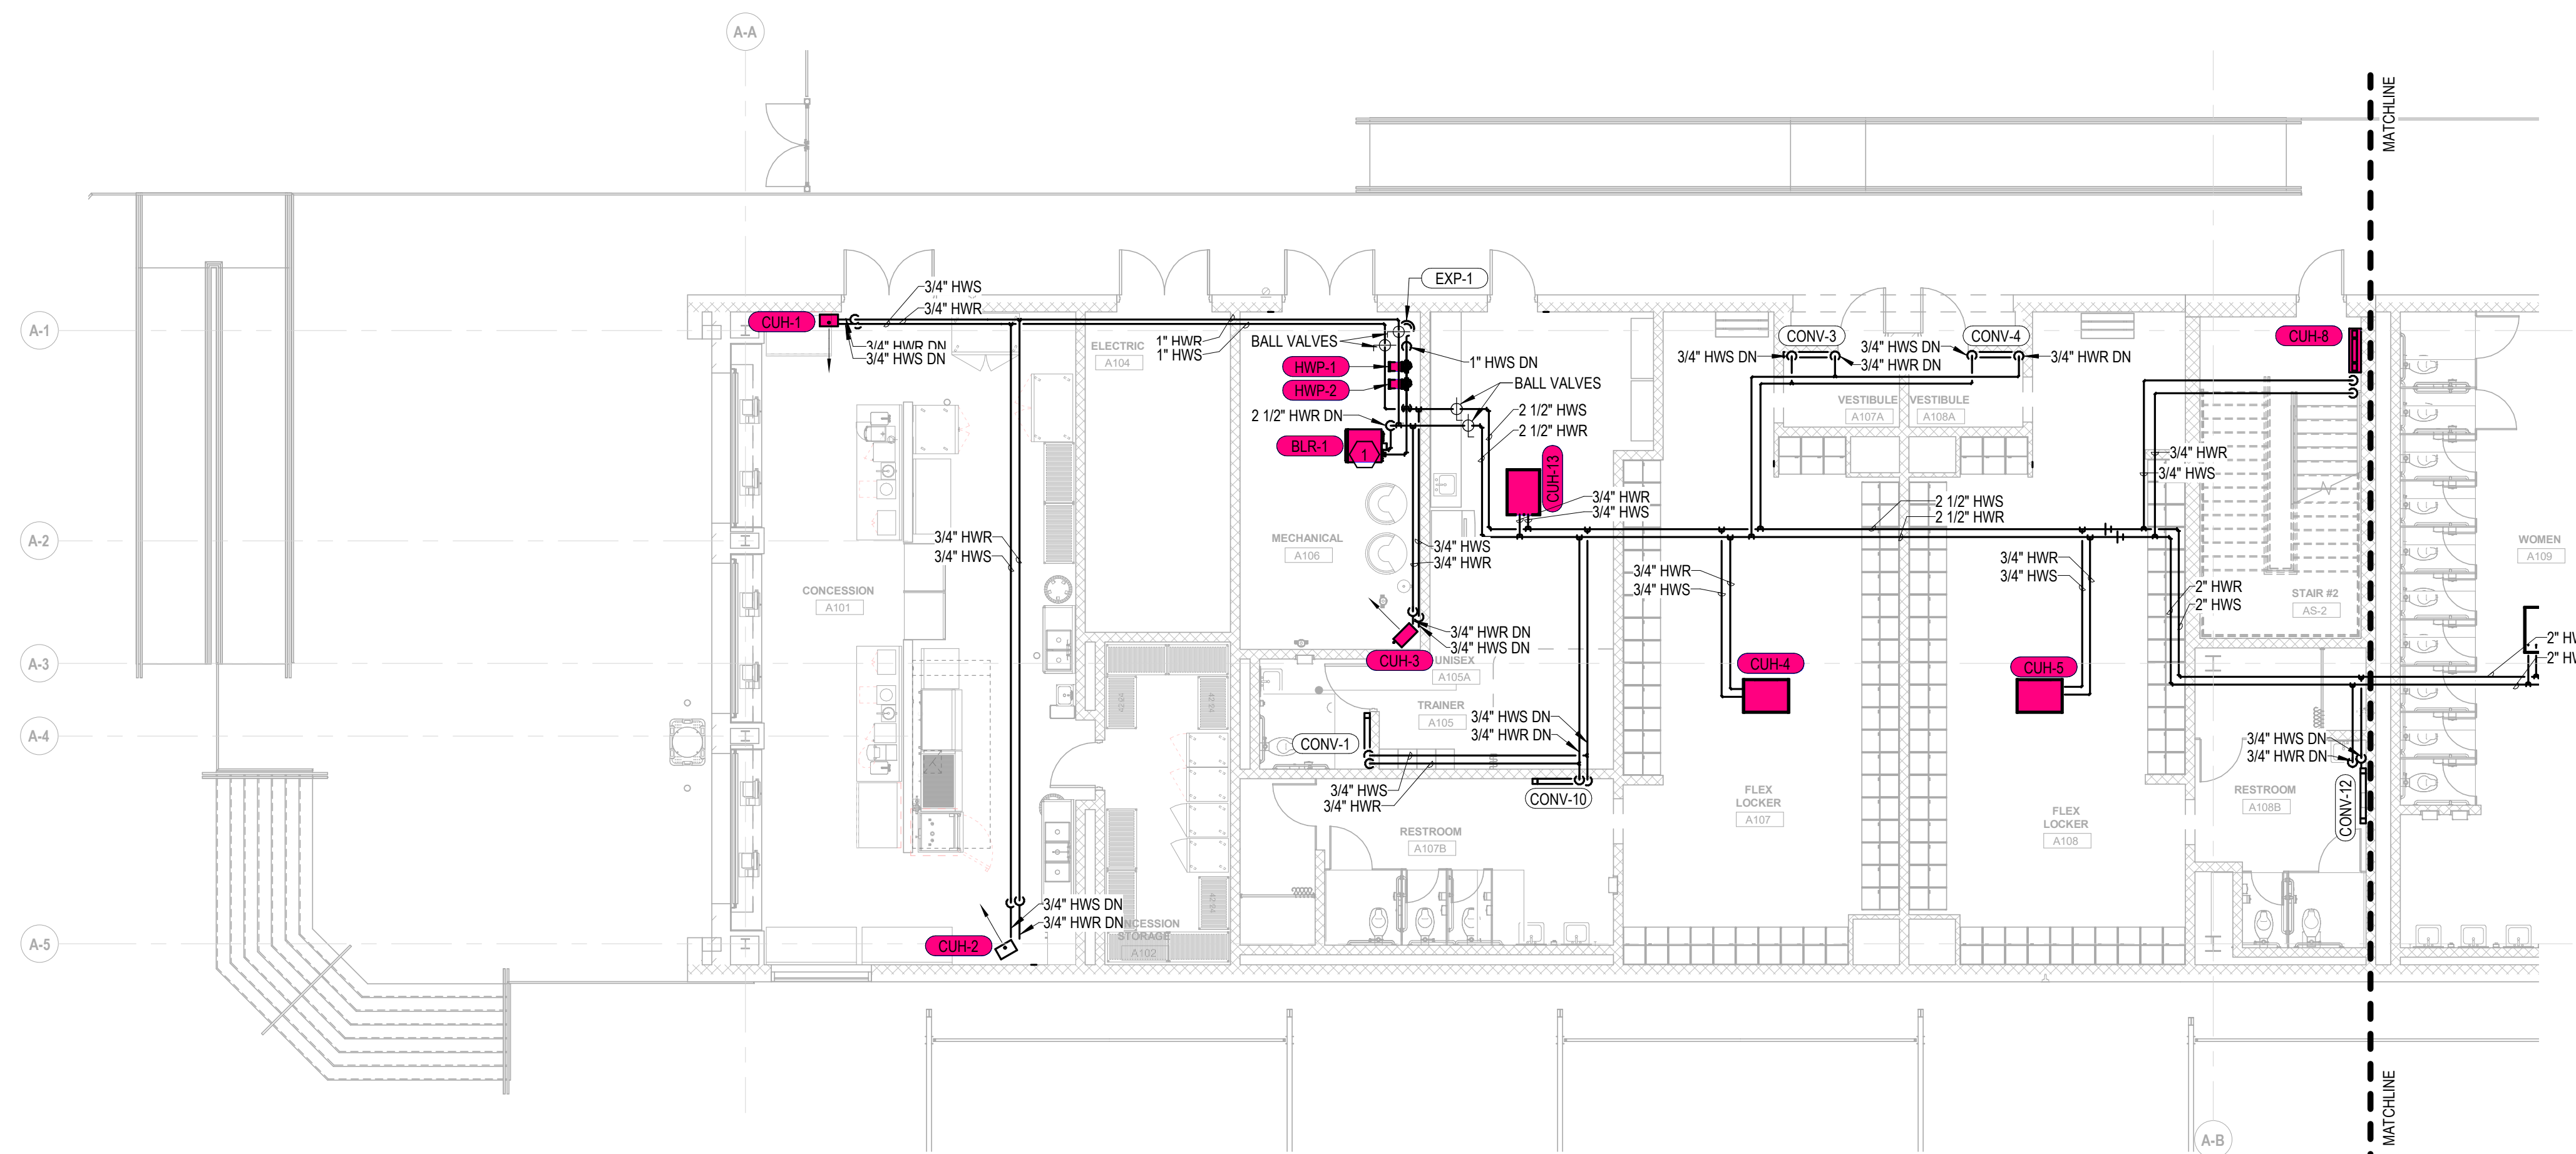 A-A
MATCHLINE
EXP-1
3/4" HWS
3/4" HWR
A-1
CUH-1
3/4" HWR DN
3/4" HWS DN
ELECTRIC
A104
1" HWR
1" HWS
BALL VALVES
HWP-1
HWP-2
1" HWS DN
BALL VALVES
2 1/2" HWR DN
2 1/2" HWS
2 1/2" HWR
BLR-1
1
CONV-3
CONV-4
3/4" HWS DN
3/4" HWR DN
3/4" HWS DN
3/4" HWR DN
CUH-8
VESTIBULE
A107A
VESTIBULE
A108A
3/4" HWR
3/4" HWS
CUH-13
3/4" HWR
3/4" HWS
2 1/2" HWS
2 1/2" HWR
A-2
3/4" HWR
3/4" HWS
MECHANICAL
A106
3/4" HWS
3/4" HWR
3/4" HWR
3/4" HWS
3/4" HWR
3/4" HWS
WOMEN
A109
CONCESSION
A101
2" HWR
2" HWS
STAIR #2
AS-2
3/4" HWR DN
3/4" HWS DN
2" HW
2" HW
A-3
CUH-3
UNISEX
A105A
CUH-4
CUH-5
TRAINER
A105
3/4" HWS DN
3/4" HWR DN
A-4
CONV-1
3/4" HWS DN
3/4" HWR DN
3/4" HWS
3/4" HWR
CONV-10
FLEX
LOCKER
A107
FLEX
LOCKER
A108
RESTROOM
A108B
CONV-12
RESTROOM
A107B
3/4" HWS DN
3/4" HWR DN
A-5
CUH-2
NCESSION
STORAGE
A102
MATCHLINE
A-B